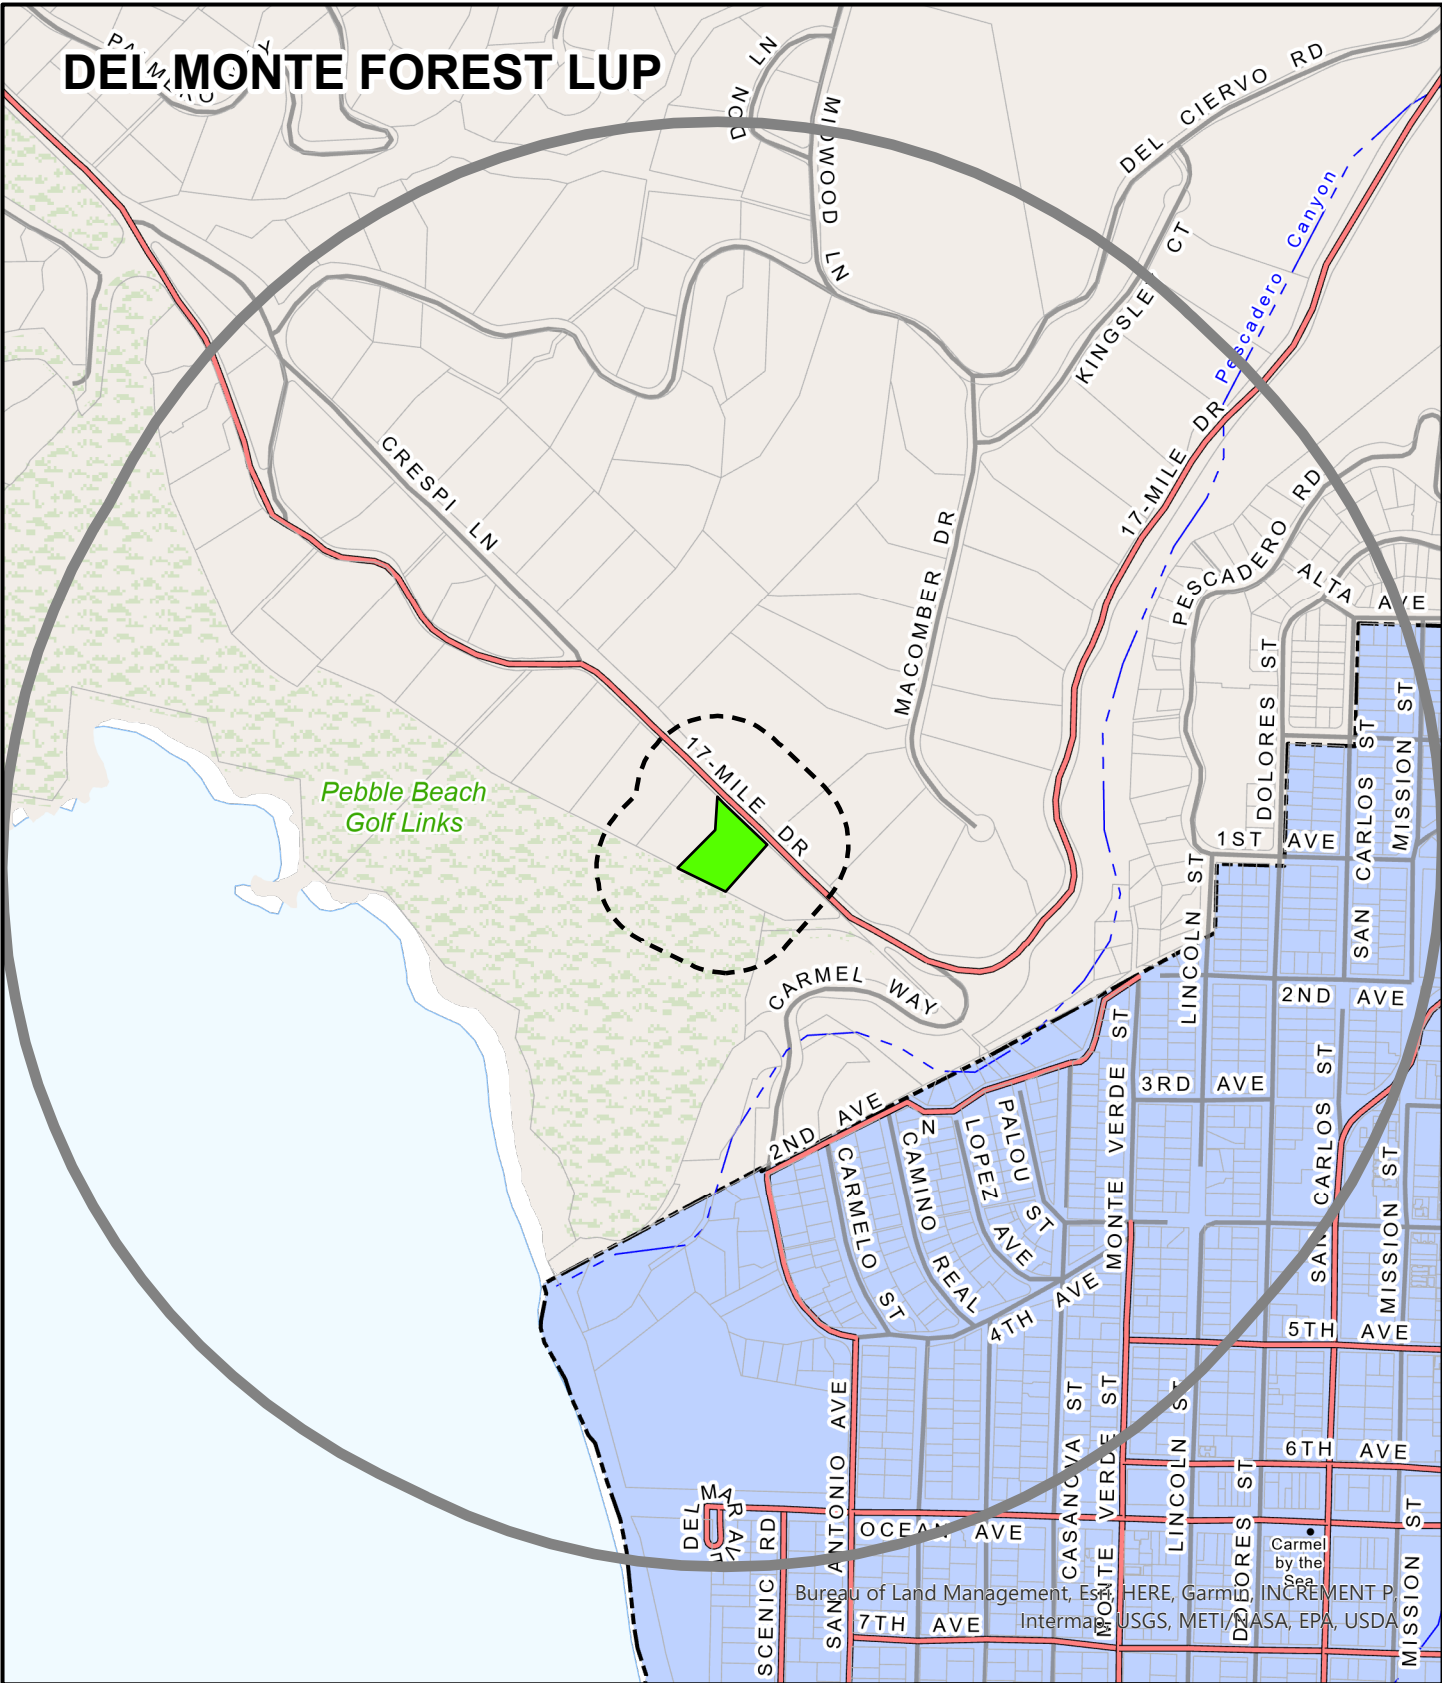 DEL MONTE FOREST LUP
DON LN
MIDWOOD LN
DEL CIERVO RD
Pescadero Canyon
KINGSLEY CT
CRESPI LN
17-MILE DR
MACOMBER DR
PESCADERO RD
ALTA AVE
DOLORES ST
SAN CARLOS ST
MISSION ST
17-MILE DR
Pebble Beach
Golf Links
1ST AVE
LINCOLN ST
CARMEL WAY
2ND AVE
2ND AVE
3RD AVE
MONTE VERDE ST
SAN CARLOS ST
MISSION ST
N
CAMINO REAL
CARMELO ST
LOPEZ AVE
PALOU ST
4TH AVE
5TH AVE
6TH AVE
SAN ANTONIO AVE
CASANOVA ST
MONTE VERDE ST
LINCOLN ST
DOLORES ST
MISSION ST
DEL MAR AVE
SCENIC RD
OCEAN AVE
Carmel
by the
Sea
7TH AVE
Bureau of Land Management, Esri, HERE, Garmin, INCREMENT P,
Intermap, USGS, METI/NASA, EPA, USDA